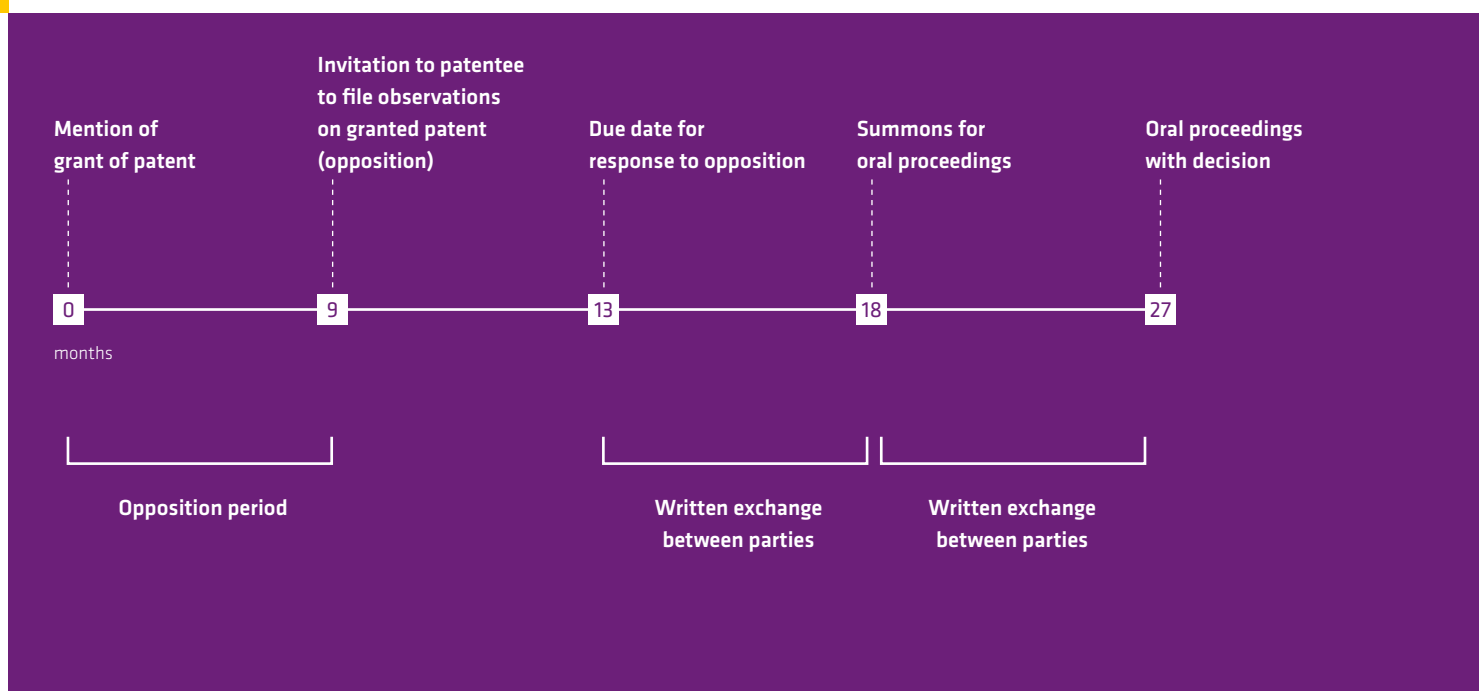 Mention of
grant of patent
Invitation to patentee
to file observations
on granted patent
(opposition)
Due date for
response to opposition
Summons for
oral proceedings
Oral proceedings
with decision
0
9
13
18
27
months
Opposition period
Written exchange
between parties
Written exchange
between parties